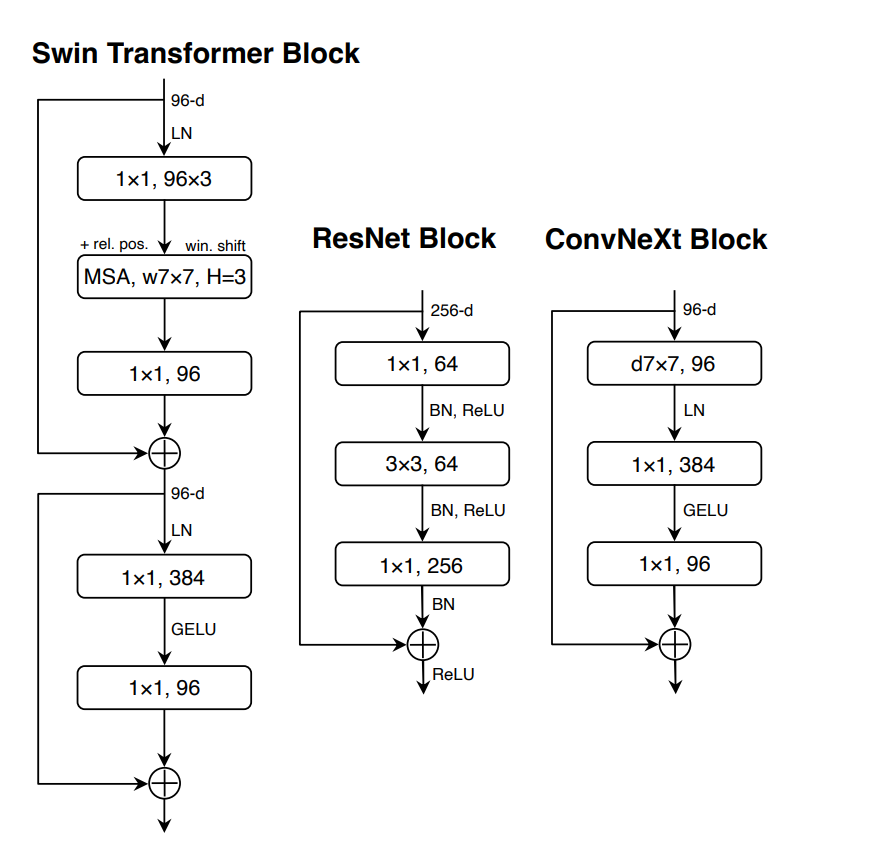 Swin Transformer Block
96-d
LN
1×1, 96×3
+ rel. pos. win. shift
MSA, w7×7, H=3
1×1, 96
96-d
LN
1×1, 384
GELU
1×1, 96
ResNet Block
256-d
1×1, 64
BN, ReLU
3×3, 64
BN, ReLU
1×1, 256
BN
ReLU
ConvNeXt Block
96-d
d7×7, 96
LN
1×1, 384
GELU
1×1, 96